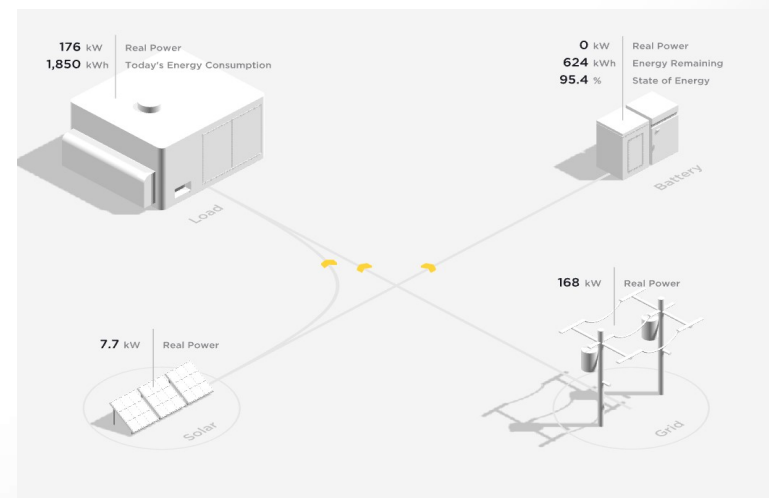 176 kW Real Power
1,850 kWh Today's Energy Consumption
Load
0 kW Real Power
624 kWh Energy Remaining
95.4 % State of Energy
Battery
7.7 kW Real Power
Solar
168 kW Real Power
Grid